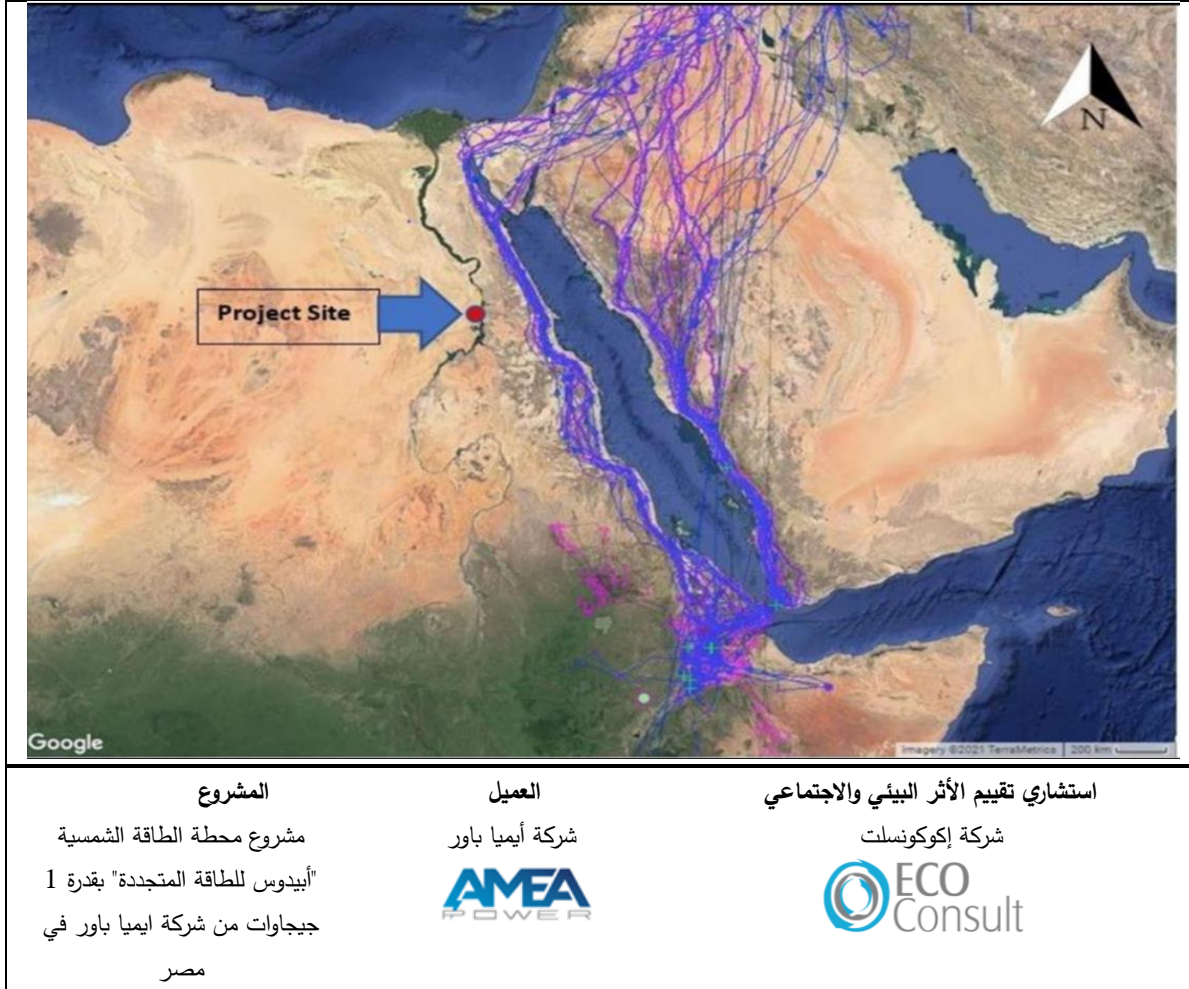 N
Project Site
Google
Imagery ©2021 TerraMetrics
200 km
استشاري تقييم الأثر البيئي والاجتماعي
شركة إكوكونسلت
ECO
Consult
العميل
شركة أيميا باور
AMEA
POWER
المشروع
مشروع محطة الطاقة الشمسية
"أبيدوس للطاقة المتجددة" بقدرة 1
جيجاوات من شركة ايميا باور في
مصر